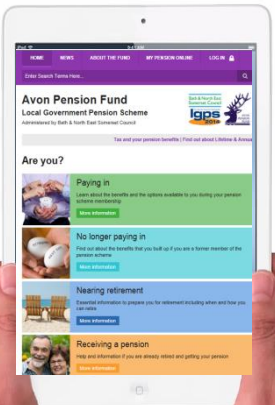 iPad
9:41 AM
HOME NEWS ABOUT THE FUND MY PENSION ONLINE LOG IN
Enter Search Terms Here...
Avon Pension Fund
Local Government Pension Scheme
Administered by Bath & North East Somerset Council
Bath & North East
Somerset Council
lgps
2014
Tax and your pension benefits | Find out about Lifetime & Annua
Are you?
Paying in
Learn about the benefits and the options available to you during your pension
scheme membership.
More information
No longer paying in
Find out about the benefits that you built up if you are a former member of the
pension scheme
More information
Nearing retirement
Essential information to prepare you for retirement including when and how you
can retire.
More information
Receiving a pension
Help and information if you are already retired and getting your pension
More information